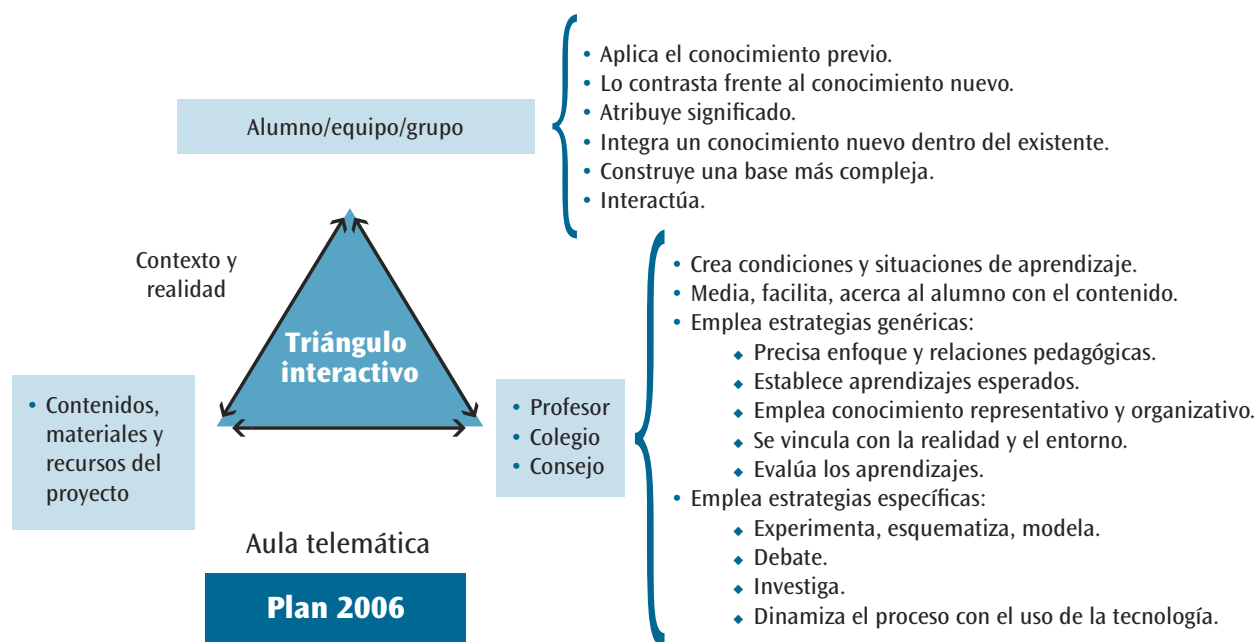 • Aplica el conocimiento previo.
• Lo contrasta frente al conocimiento nuevo.
• Atribuye significado.
• Integra un conocimiento nuevo dentro del existente.
• Construye una base más compleja.
• Interactúa.
Alumno/equipo/grupo
Contexto y
realidad
Triángulo
interactivo
• Contenidos,
materiales y
recursos del
proyecto
• Profesor
• Colegio
• Consejo
• Crea condiciones y situaciones de aprendizaje.
• Media, facilita, acerca al alumno con el contenido.
• Emplea estrategias genéricas:
◆ Precisa enfoque y relaciones pedagógicas.
◆ Establece aprendizajes esperados.
◆ Emplea conocimiento representativo y organizativo.
◆ Se vincula con la realidad y el entorno.
◆ Evalúa los aprendizajes.
• Emplea estrategias específicas:
◆ Experimenta, esquematiza, modela.
◆ Debate.
◆ Investiga.
◆ Dinamiza el proceso con el uso de la tecnología.
Aula telemática
Plan 2006